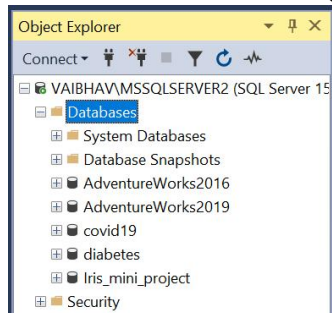 Object Explorer
Connect
VAIBHAV\MSSQLSERVER2 (SQL Server 15
Databases
System Databases
Database Snapshots
AdventureWorks2016
AdventureWorks2019
covid19
diabetes
Iris_mini_project
Security